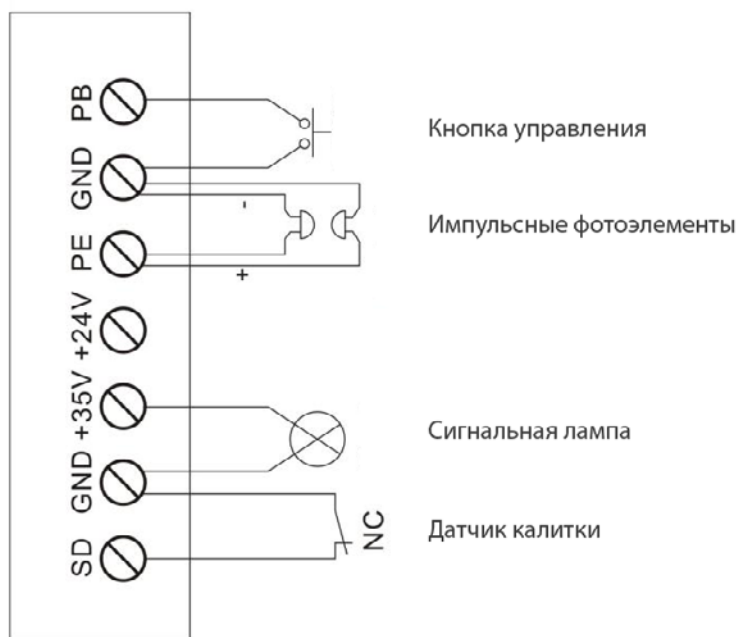 PB
Кнопка управления
GND
-
Импульсные фотоэлементы
PE
+
+24V
+35V
Сигнальная лампа
GND
NC
Датчик калитки
SD